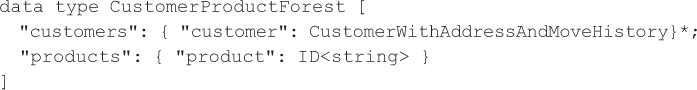 data type CustomerProductForest [
"customers": { "customer": CustomerWithAddressAndMoveHistory}*;
"products": { "product": ID<string> }
]